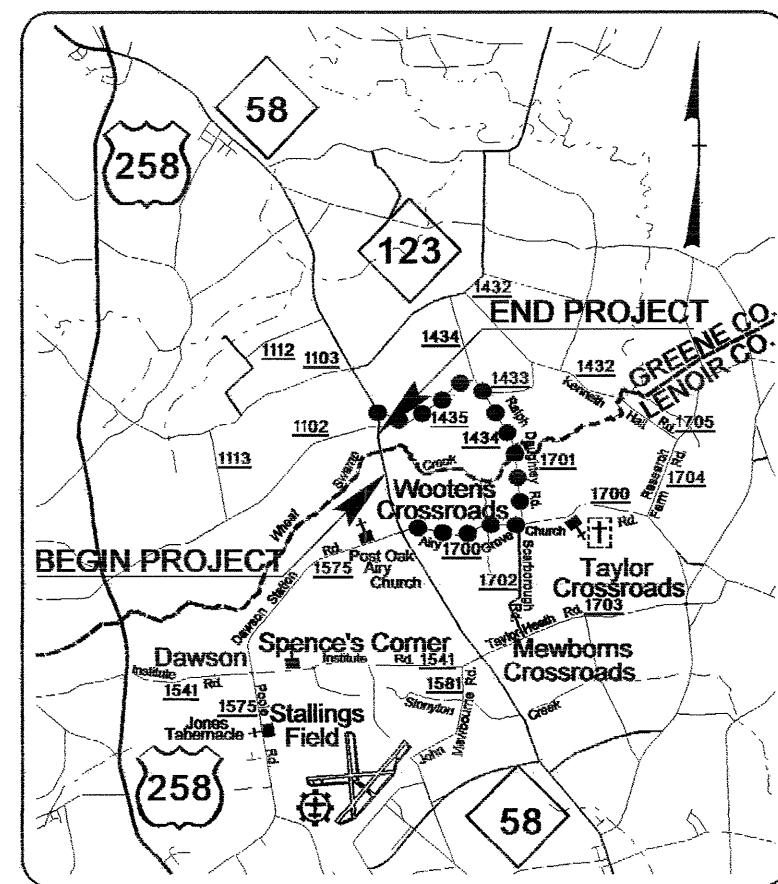 58
258
123
1432
END PROJECT
1434
1112
1103
1433
1432
GREENE CO.
LENOIR CO.
Kenneth
Hall Rd.
1705
1435
Ralph
1102
1434
1113
1701
Wheat Swamp Creek
Daughtety Rd.
1704
Research Farm Rd.
Wootens
Crossroads
1700
BEGIN PROJECT
Airy Grove Church Rd.
1700
Dawson Station Rd.
1575
Post Oak
Airy
Church
1702
Scarborough Rd.
Taylor
Crossroads
Taylor Heath Rd. 1703
Spence's Corner
Mewborns
Crossroads
Dawson
Institute Rd. 1541
Institute Rd.
1541
1581
Stonyton Creek
1575
Poole Rd.
Jones
Tabernacle
Stallings
Field
John Mewbourne Rd.
258
58